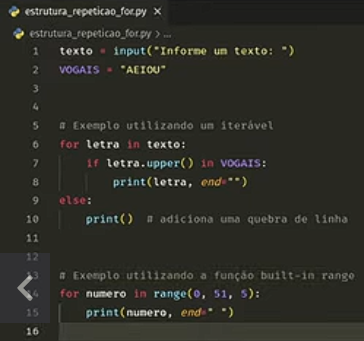 estrutura_repeticao_for.py ×
estrutura_repeticao_for.py > ...
1 texto = input("Informe um texto: ")
2 VOGAIS = "AEIOU"
3
4
5 # Exemplo utilizando um iterável
6 for letra in texto:
7 if letra.upper() in VOGAIS:
8 print(letra, end="")
9 else:
10 print() # adiciona uma quebra de linha
11
12
13 # Exemplo utilizando a função built-in range
14 for numero in range(0, 51, 5):
15 print(numero, end=" ")
16